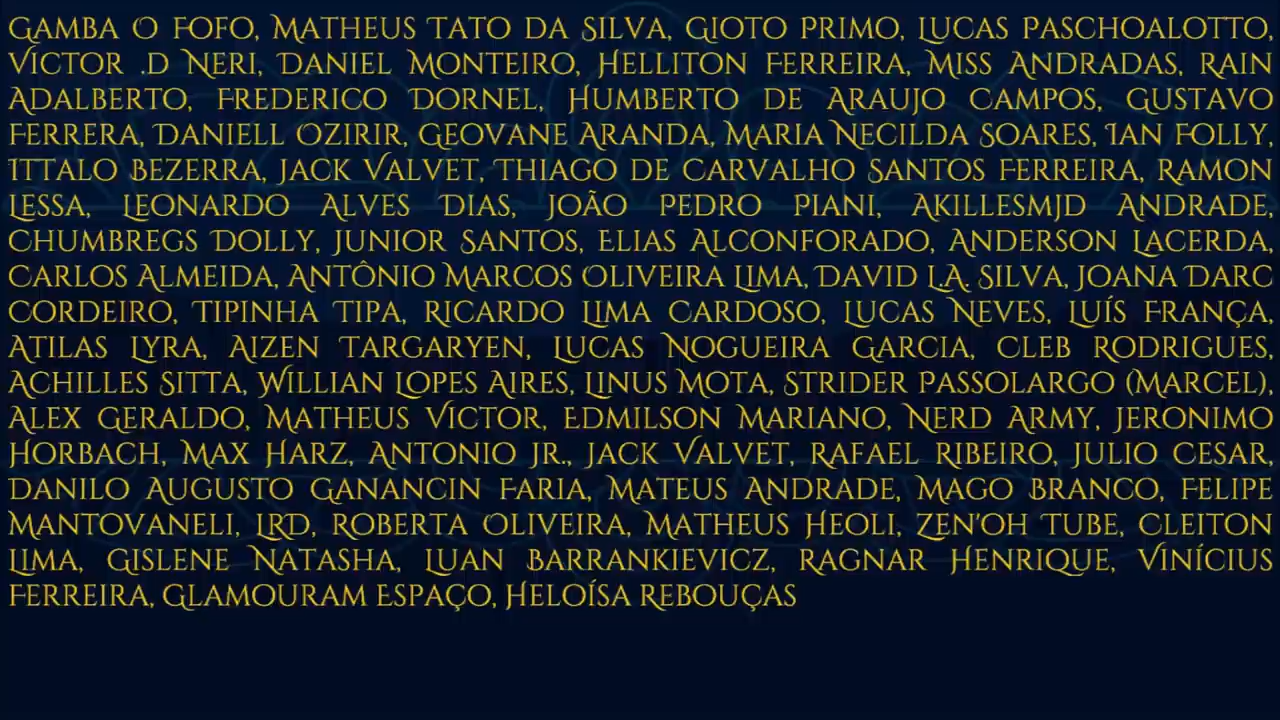 Gamba O Fofo, Matheus Tato da Silva, Gioto Primo, Lucas Paschoalotto,
Victor .D Neri, Daniel Monteiro, Helliton Ferreira, Miss Andradas, Rain
Adalberto, Frederico Dornel, Humberto de Araujo Campos, Gustavo
Ferrera, Daniell Ozirir, Geovane Aranda, Maria Necilda Soares, Ian Folly,
Ittalo Bezerra, Jack Valvet, Thiago de Carvalho Santos Ferreira, Ramon
Lessa, Leonardo Alves Dias, João Pedro Piani, Akillesmjd Andrade,
Chumbregs Dolly, Junior Santos, Elias Alconforado, Anderson Lacerda,
Carlos Almeida, Antônio Marcos Oliveira Lima, David L.A. Silva, Joana Darc
Cordeiro, Tipinha Tipa, Ricardo Lima Cardoso, Lucas Neves, Luís França,
Atilas Lyra, Aizen Targaryen, Lucas Nogueira Garcia, Cleb Rodrigues,
Achilles Sitta, Willian Lopes Aires, Linus Mota, Strider Passolargo (Marcel),
Alex Geraldo, Matheus Victor, Edmilson Mariano, Nerd Army, Jeronimo
Horbach, Max Harz, Antonio Jr., Jack Valvet, Rafael Ribeiro, Julio Cesar,
Danilo Augusto Ganancin Faria, Mateus Andrade, Mago Branco, Felipe
Mantovaneli, LRD, Roberta Oliveira, Matheus Heoli, Zen'oh Tube, Cleiton
Lima, Gislene Natasha, Luan Barrankievicz, Ragnar Henrique, Vinícius
Ferreira, Glamouram Espaço, Heloísa Rebouças